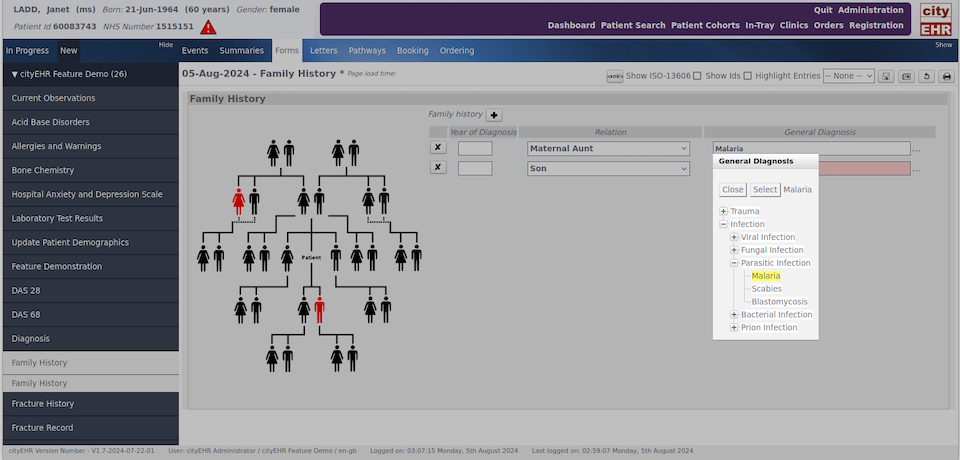 LADD, Janet (ms) Born: 21-Jun-1964 (60 years) Gender: female
Patient Id 60083743 NHS Number 1515151
Quit Administration
Dashboard Patient Search Patient Cohorts In-Tray Clinics Orders Registration
city
EHR
In Progress New Hide Events Summaries Forms Letters Pathways Booking Ordering Show
▼ cityEHR Feature Demo (26)
Current Observations
Acid Base Disorders
Allergies and Warnings
Bone Chemistry
Hospital Anxiety and Depression Scale
Laboratory Test Results
Update Patient Demographics
Feature Demonstration
DAS 28
DAS 68
Diagnosis
Family History
Family History
Fracture History
Fracture Record
05-Aug-2024 - Family History * Page load time:
Show ISO-13606 Show Ids Highlight Entries -- None --
Family History
Family history
Year of Diagnosis Relation General Diagnosis
Maternal Aunt Malaria ...
Son ...
Patient
General Diagnosis
Close Select Malaria
Trauma
Infection
Viral Infection
Fungal Infection
Parasitic Infection
Malaria
Scabies
Blastomycosis
Bacterial Infection
Prion Infection
cityEHR Version Number - V1.7-2024-07-22-01 User: cityEHR Administrator / cityEHR Feature Demo / en-gb Logged on: 03:07:15 Monday, 5th August 2024 Last logged on: 02:59:07 Monday, 5th August 2024